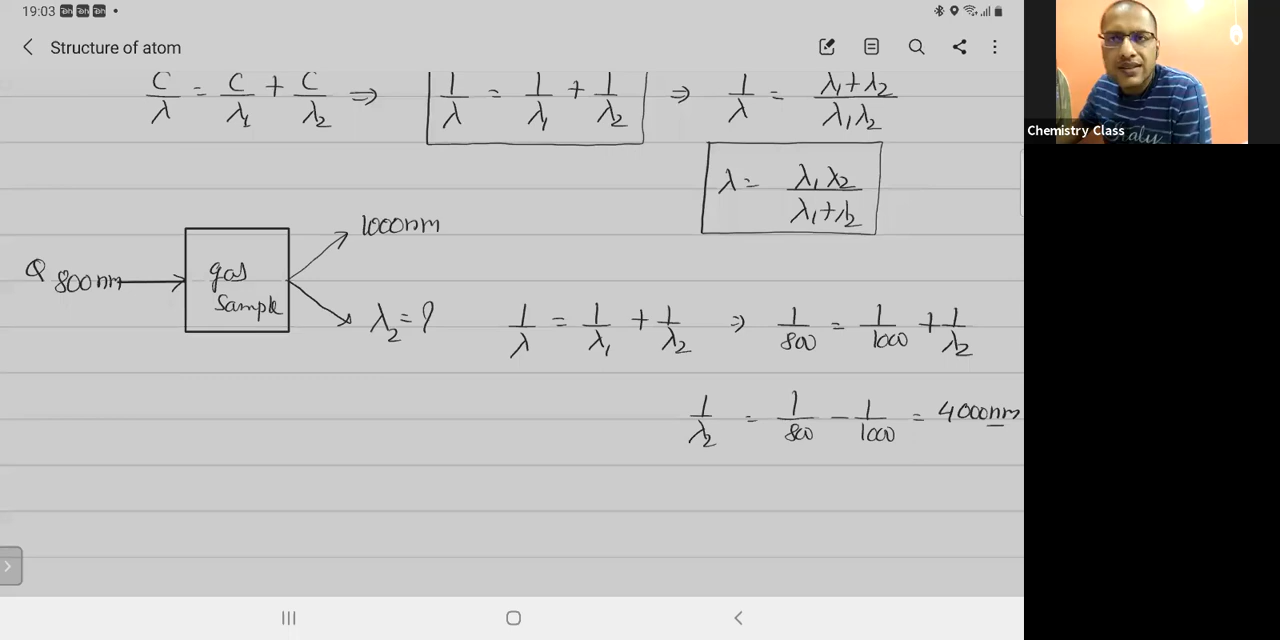 19:03
Structure of atom
C/λ = C/λ₁ + C/λ₂ ⇒ 1/λ = 1/λ₁ + 1/λ₂ ⇒ 1/λ = λ₁+λ₂/λ₁λ₂
λ = λ₁λ₂/λ₁+λ₂
Q 800nm → gas sample
1000nm
λ₂ = ?
1/λ = 1/λ₁ + 1/λ₂ ⇒ 1/800 = 1/1000 + 1/λ₂
1/λ₂ = 1/800 − 1/1000 = 4000nm
Chemistry Class